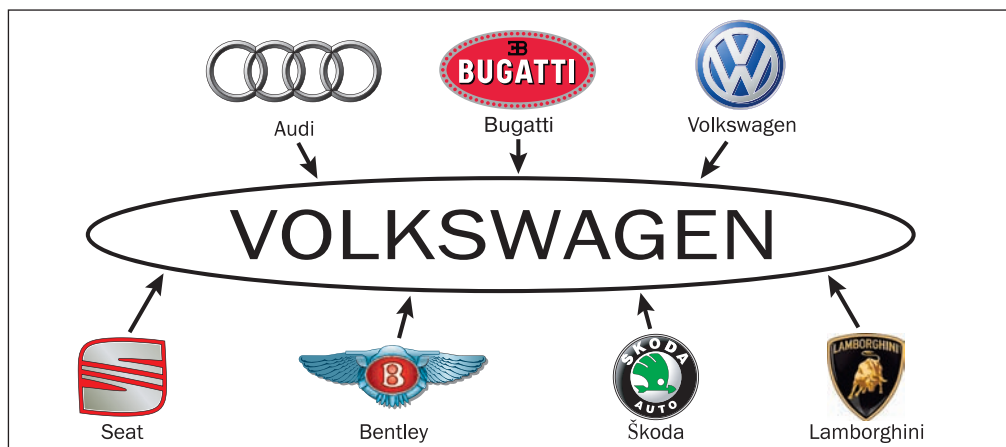 BUGATTI
Audi
Bugatti
Volkswagen
VOLKSWAGEN
ŠKODA
AUTO
LAMBORGHINI
Seat
Bentley
Škoda
Lamborghini